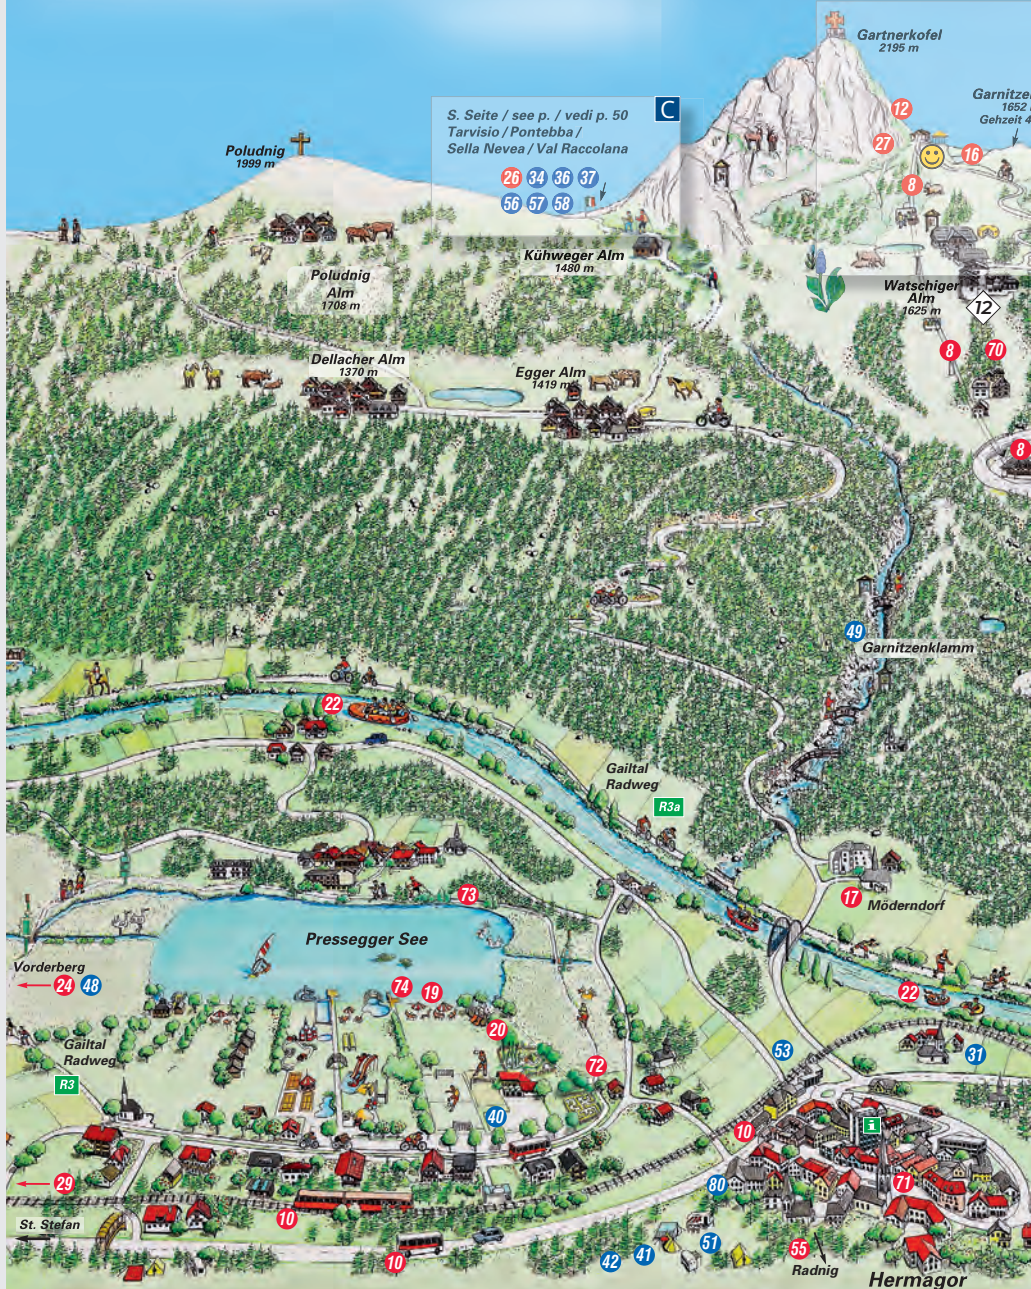 Gartnerkofel
2195 m
C
S. Seite / see p. / vedi p. 50
Tarvisio / Pontebba /
Sella Nevea / Val Raccolana
26 34 36 37
56 57 58
12
27
16
8
1652
Gehzeit 4
Poludnig
1999 m
Kühweger Alm
1480 m
Poludnig
Alm
1708 m
Watschiger
Alm
1625 m
12
8
70
Dellacher Alm
1370 m
Egger Alm
1419 m
8
49
Garnitzenklamm
22
Gailtal
Radweg
R3a
17
Möderndorf
73
Pressegger See
Vorderberg
24 48
74
19
22
20
Gailtal
Radweg
R3
72
53
31
40
10
i
29
80
71
10
St. Stefan
10
42
41
51
55
Radnig
Hermagor